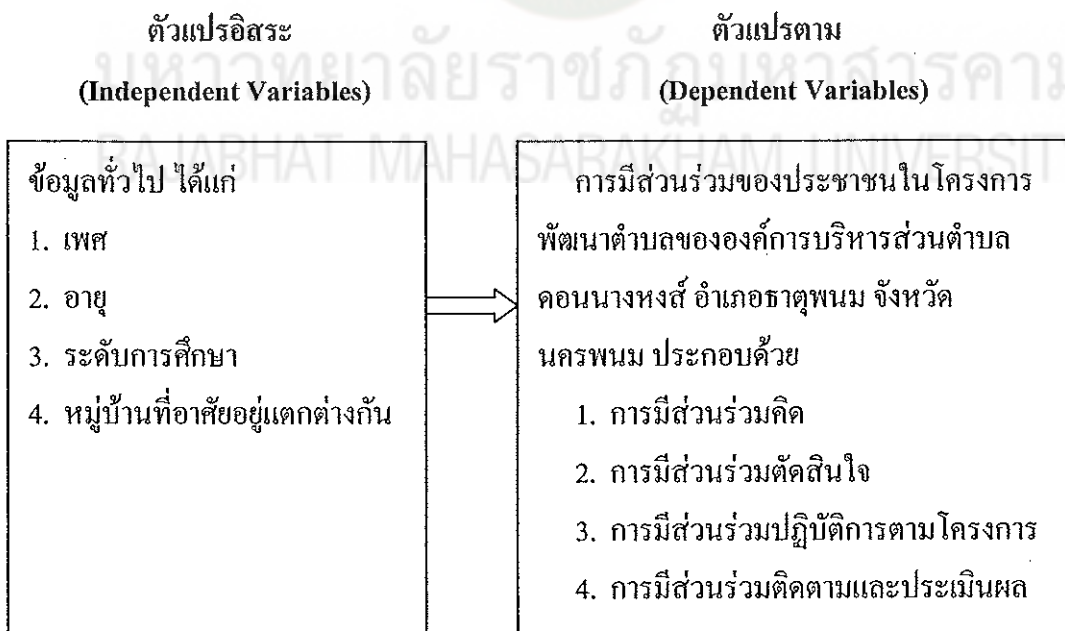 ตัวแปรอิสระ
(Independent Variables)
ตัวแปรตาม
(Dependent Variables)
มหาวิทยาลัยราชภัฏมหาสารคาม
RAJABHAT MAHASARAKHAM UNIVERSIT
ข้อมูลทั่วไป ได้แก่
1. เพศ
2. อายุ
3. ระดับการศึกษา
4. หมู่บ้านที่อาศัยอยู่แตกต่างกัน
การมีส่วนร่วมของประชาชนในโครงการ
พัฒนาตำบลขององค์การบริหารส่วนตำบล
ดอนนางหงส์ อำเภอธาตุพนม จังหวัด
นครพนม ประกอบด้วย
1. การมีส่วนร่วมคิด
2. การมีส่วนร่วมตัดสินใจ
3. การมีส่วนร่วมปฏิบัติการตามโครงการ
4. การมีส่วนร่วมติดตามและประเมินผล